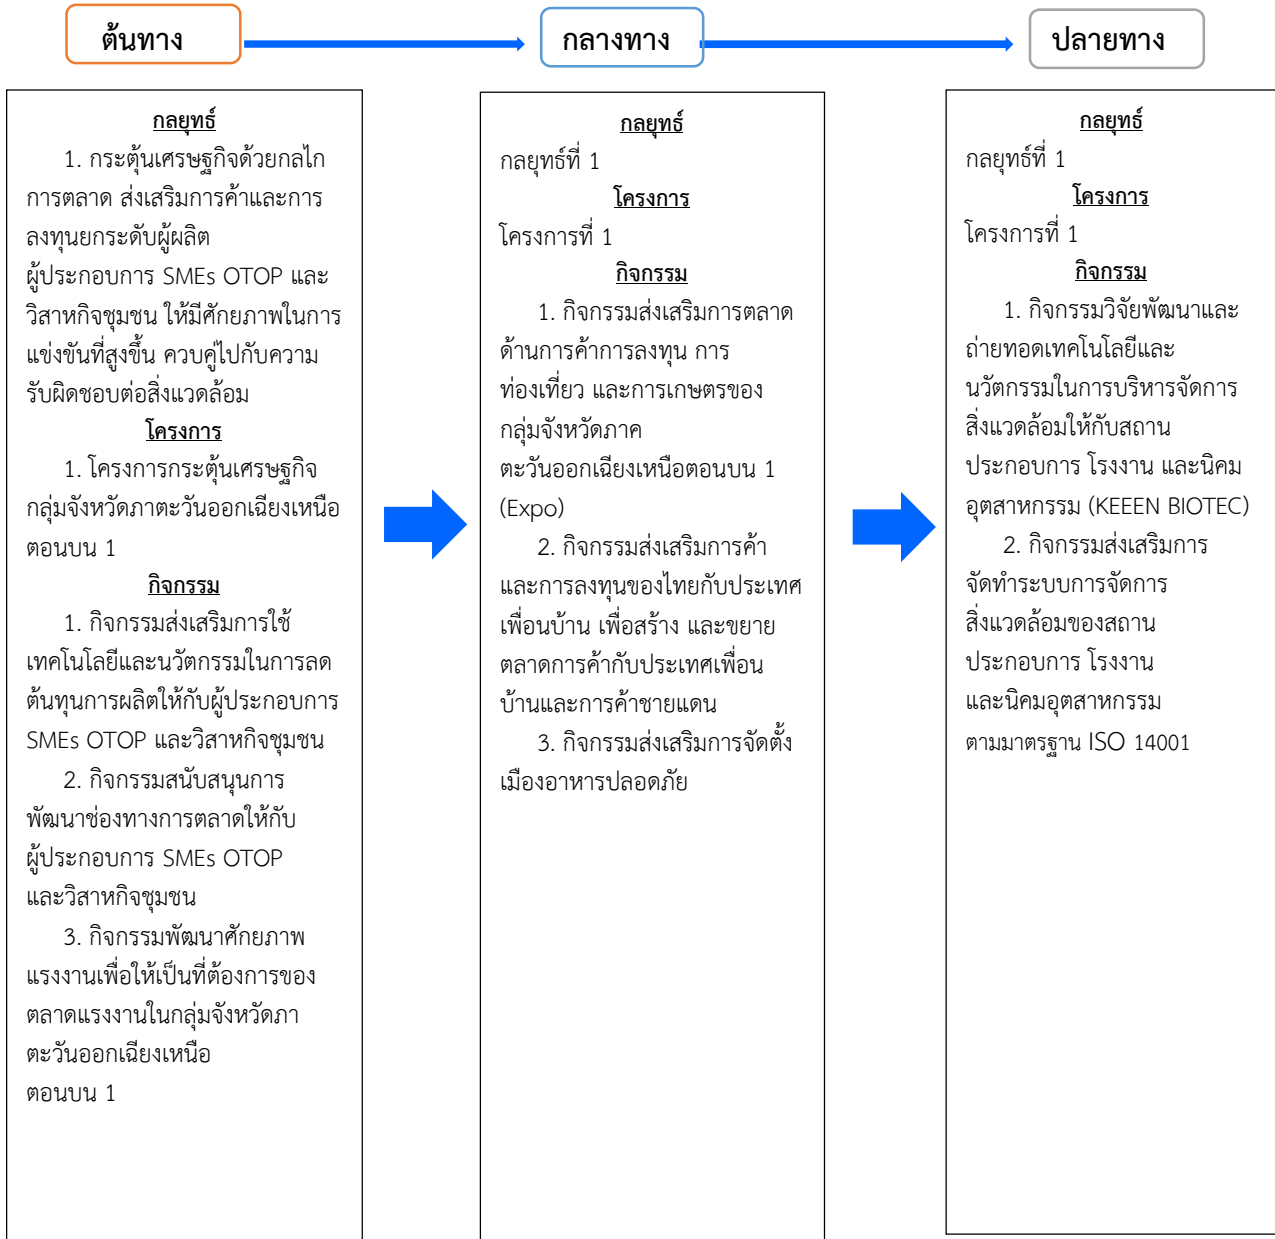 ต้นทาง
กลางทาง
ปลายทาง
กลยุทธ์
1. กระตุ้นเศรษฐกิจด้วยกลไก
การตลาด ส่งเสริมการค้าและการ
ลงทุนยกระดับผู้ผลิต
ผู้ประกอบการ SMEs OTOP และ
วิสาหกิจชุมชน ให้มีศักยภาพในการ
แข่งขันที่สูงขึ้น ควบคู่ไปกับความ
รับผิดชอบต่อสิ่งแวดล้อม
โครงการ
1. โครงการกระตุ้นเศรษฐกิจ
กลุ่มจังหวัดภาตะวันออกเฉียงเหนือ
ตอนบน 1
กิจกรรม
1. กิจกรรมส่งเสริมการใช้
เทคโนโลยีและนวัตกรรมในการลด
ต้นทุนการผลิตให้กับผู้ประกอบการ
SMEs OTOP และวิสาหกิจชุมชน
2. กิจกรรมสนับสนุนการ
พัฒนาช่องทางการตลาดให้กับ
ผู้ประกอบการ SMEs OTOP
และวิสาหกิจชุมชน
3. กิจกรรมพัฒนาศักยภาพ
แรงงานเพื่อให้เป็นที่ต้องการของ
ตลาดแรงงานในกลุ่มจังหวัดภา
ตะวันออกเฉียงเหนือ
ตอนบน 1
กลยุทธ์
กลยุทธ์ที่ 1
โครงการ
โครงการที่ 1
กิจกรรม
1. กิจกรรมส่งเสริมการตลาด
ด้านการค้าการลงทุน การ
ท่องเที่ยว และการเกษตรของ
กลุ่มจังหวัดภาค
ตะวันออกเฉียงเหนือตอนบน 1
(Expo)
2. กิจกรรมส่งเสริมการค้า
และการลงทุนของไทยกับประเทศ
เพื่อนบ้าน เพื่อสร้าง และขยาย
ตลาดการค้ากับประเทศเพื่อน
บ้านและการค้าชายแดน
3. กิจกรรมส่งเสริมการจัดตั้ง
เมืองอาหารปลอดภัย
กลยุทธ์
กลยุทธ์ที่ 1
โครงการ
โครงการที่ 1
กิจกรรม
1. กิจกรรมวิจัยพัฒนาและ
ถ่ายทอดเทคโนโลยีและ
นวัตกรรมในการบริหารจัดการ
สิ่งแวดล้อมให้กับสถาน
ประกอบการ โรงงาน และนิคม
อุตสาหกรรม (KEEEN BIOTEC)
2. กิจกรรมส่งเสริมการ
จัดทำระบบการจัดการ
สิ่งแวดล้อมของสถาน
ประกอบการ โรงงาน
และนิคมอุตสาหกรรม
ตามมาตรฐาน ISO 14001